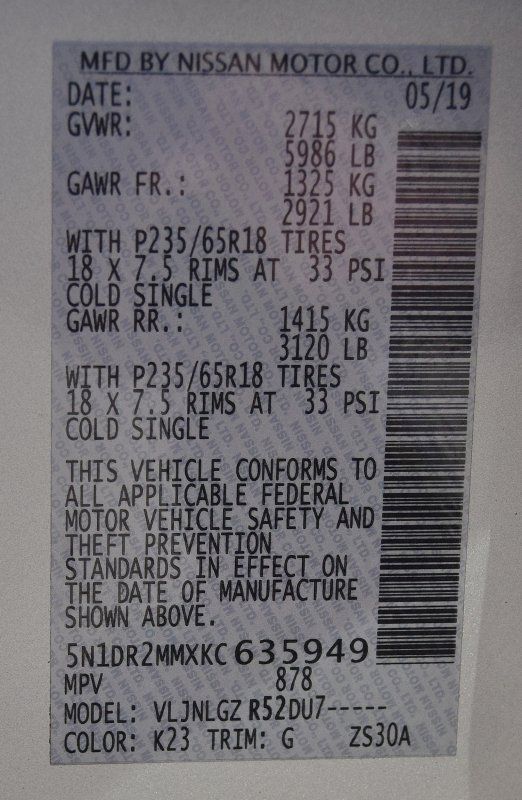 MFD BY NISSAN MOTOR CO., LTD.
DATE: 05/19
GVWR: 2715 KG
5986 LB
GAWR FR.: 1325 KG
2921 LB
WITH P235/65R18 TIRES
18 X 7.5 RIMS AT 33 PSI
COLD SINGLE
GAWR RR.: 1415 KG
3120 LB
WITH P235/65R18 TIRES
18 X 7.5 RIMS AT 33 PSI
COLD SINGLE
THIS VEHICLE CONFORMS TO
ALL APPLICABLE FEDERAL
MOTOR VEHICLE SAFETY AND
THEFT PREVENTION
STANDARDS IN EFFECT ON
THE DATE OF MANUFACTURE
SHOWN ABOVE.
5N1DR2MMXKC635949
MPV 878
MODEL: VLJNLGZ R52DU7-----
COLOR: K23 TRIM: G ZS30A